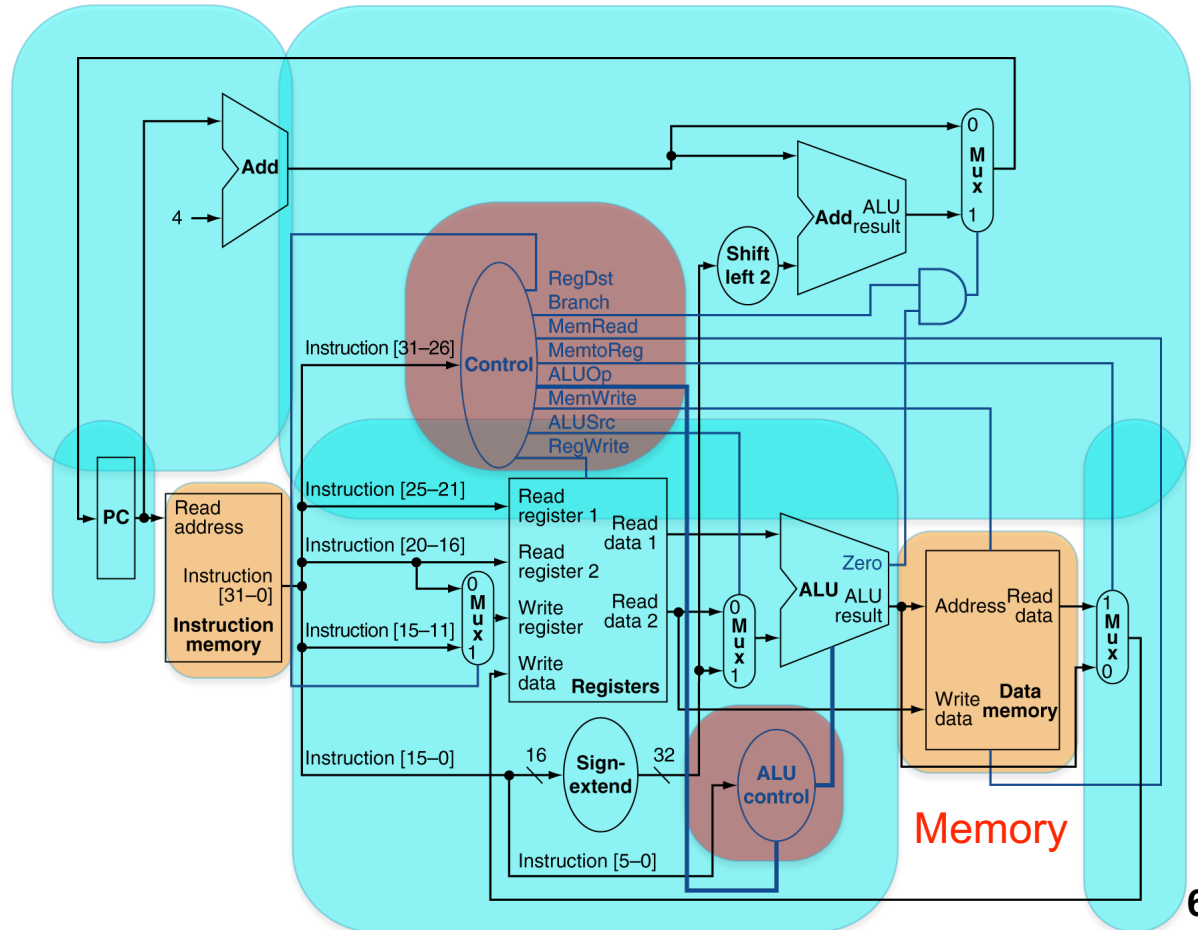 0
M
u
x
1
Add
4
Add ALU
result
Shift
left 2
RegDst
Branch
MemRead
MemtoReg
ALUOp
MemWrite
ALUSrc
RegWrite
Instruction [31–26]
Control
PC
Read
address
Instruction
[31–0]
Instruction
memory
Instruction [25–21]
Instruction [20–16]
Instruction [15–11]
0
M
u
x
1
Read
register 1
Read
register 2
Write
register
Write
data
Read
data 1
Read
data 2
Registers
0
M
u
x
1
Zero
ALU
ALU
result
Address
Read
data
Write
data
Data
memory
1
M
u
x
0
Instruction [15–0]
16
Sign-
extend
32
ALU
control
Instruction [5–0]
Memory
6